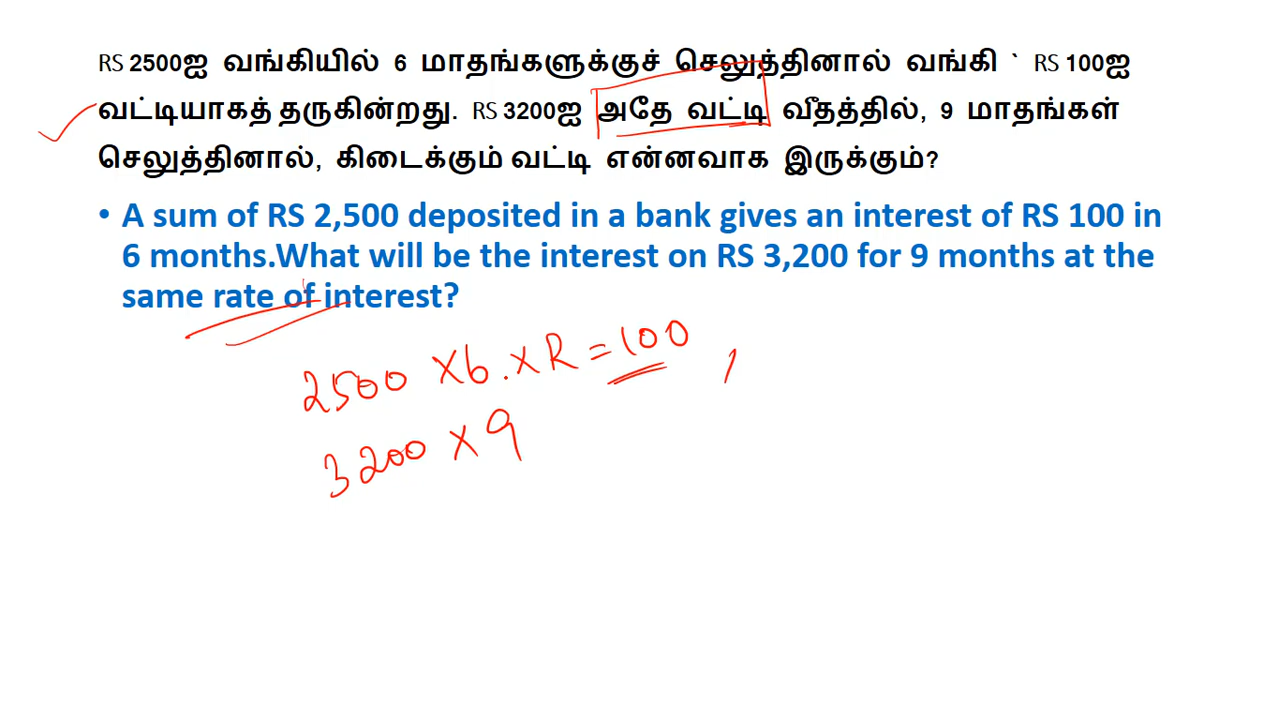 RS 2500ஐ வங்கியில் 6 மாதங்களுக்குச் செலுத்தினால் வங்கி ` RS 100ஐ
வட்டியாகத் தருகின்றது. RS 3200ஐ அதே வட்டி வீதத்தில், 9 மாதங்கள்
செலுத்தினால், கிடைக்கும் வட்டி என்னவாக இருக்கும்?
• A sum of RS 2,500 deposited in a bank gives an interest of RS 100 in
6 months.What will be the interest on RS 3,200 for 9 months at the
same rate of interest?
2500 × 6 . × R = 100
3200 × 9